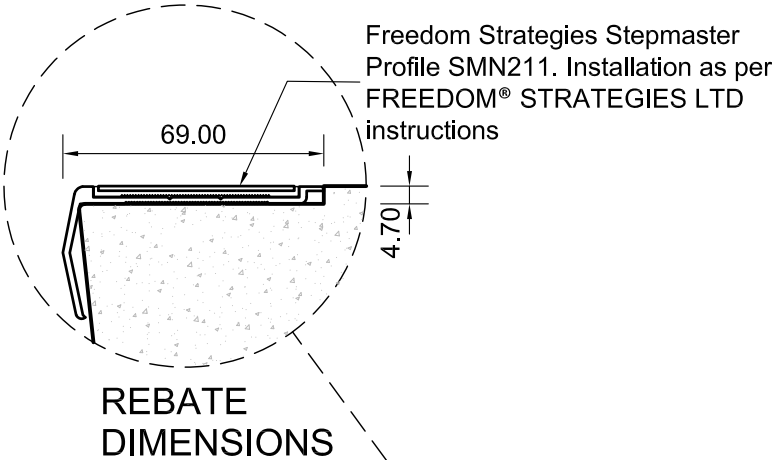 Freedom Strategies Stepmaster
Profile SMN211. Installation as per
FREEDOM® STRATEGIES LTD
instructions
69.00
4.70
REBATE
DIMENSIONS